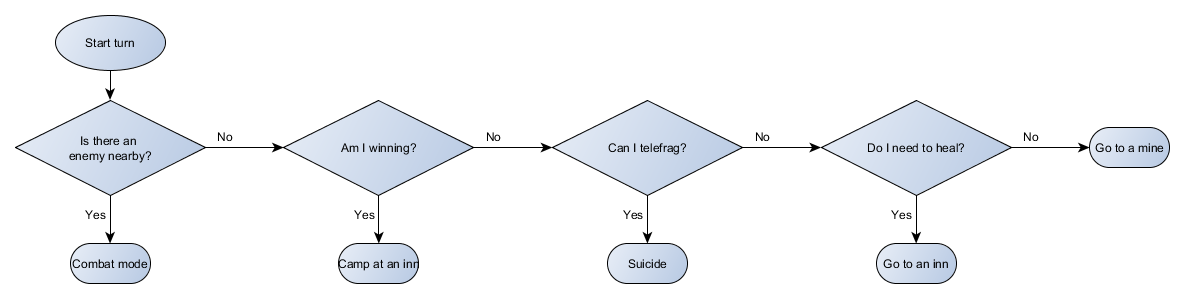 Start turn
Is there an
enemy nearby?
No
Am I winning?
No
Can I telefrag?
No
Do I need to heal?
No
Go to a mine
Yes
Yes
Yes
Yes
Combat mode
Camp at an inn
Suicide
Go to an inn